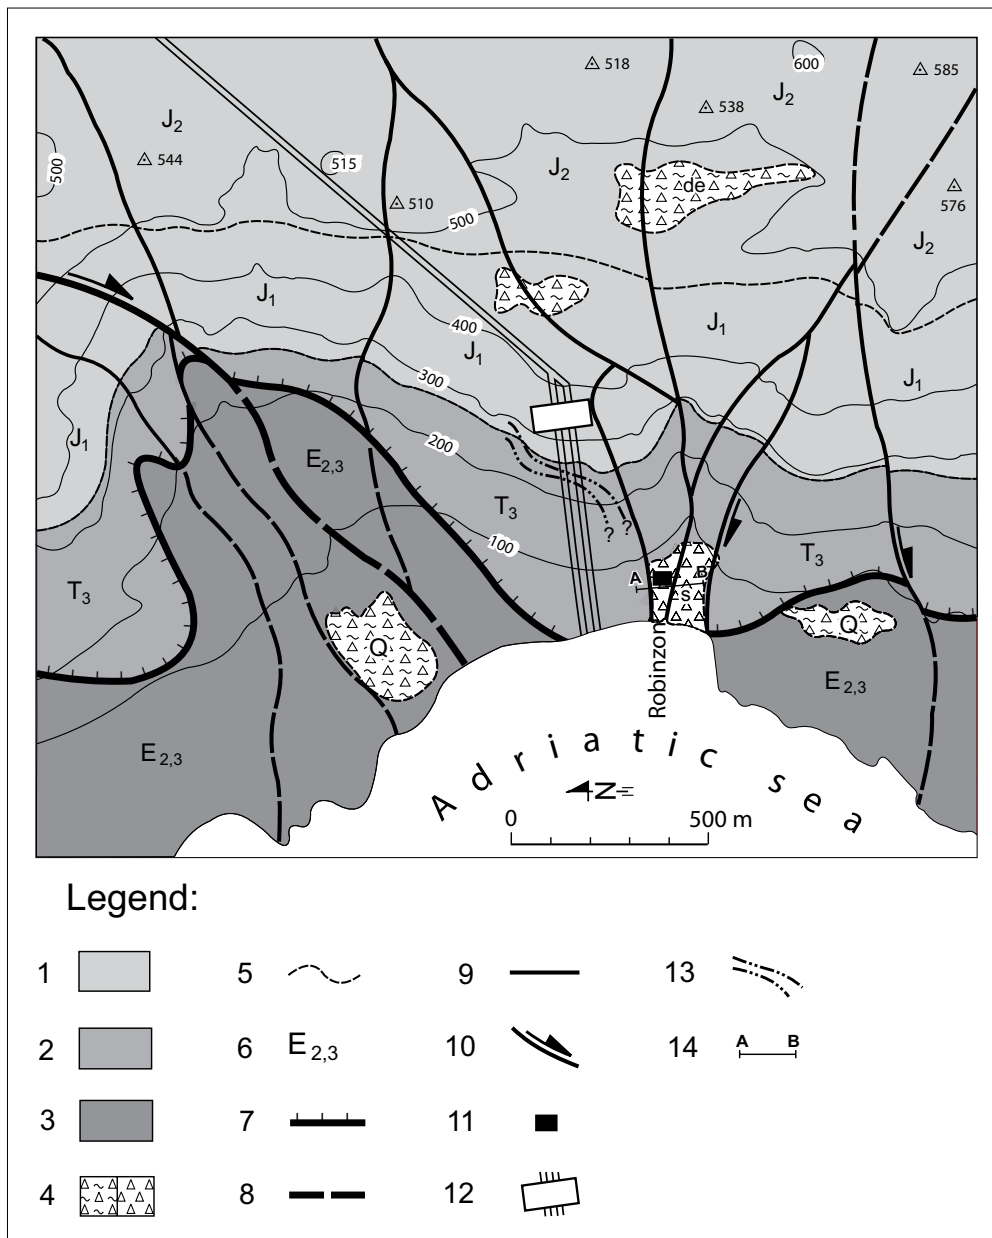 518
600
585
J2
538
J2
544
515
J2
500
510
de
576
500
J2
J1
400
J1
J1
300
J1
J1
200
E2,3
T3
? ?
100
T3
A B
T3
s
Q
Q
Robinzon
E2,3
E2,3
Adriatic sea
N
0 500 m
Legend:
1 5 9 13
2 6 E2,3 10 14 A B
3 7 11
4 8 12